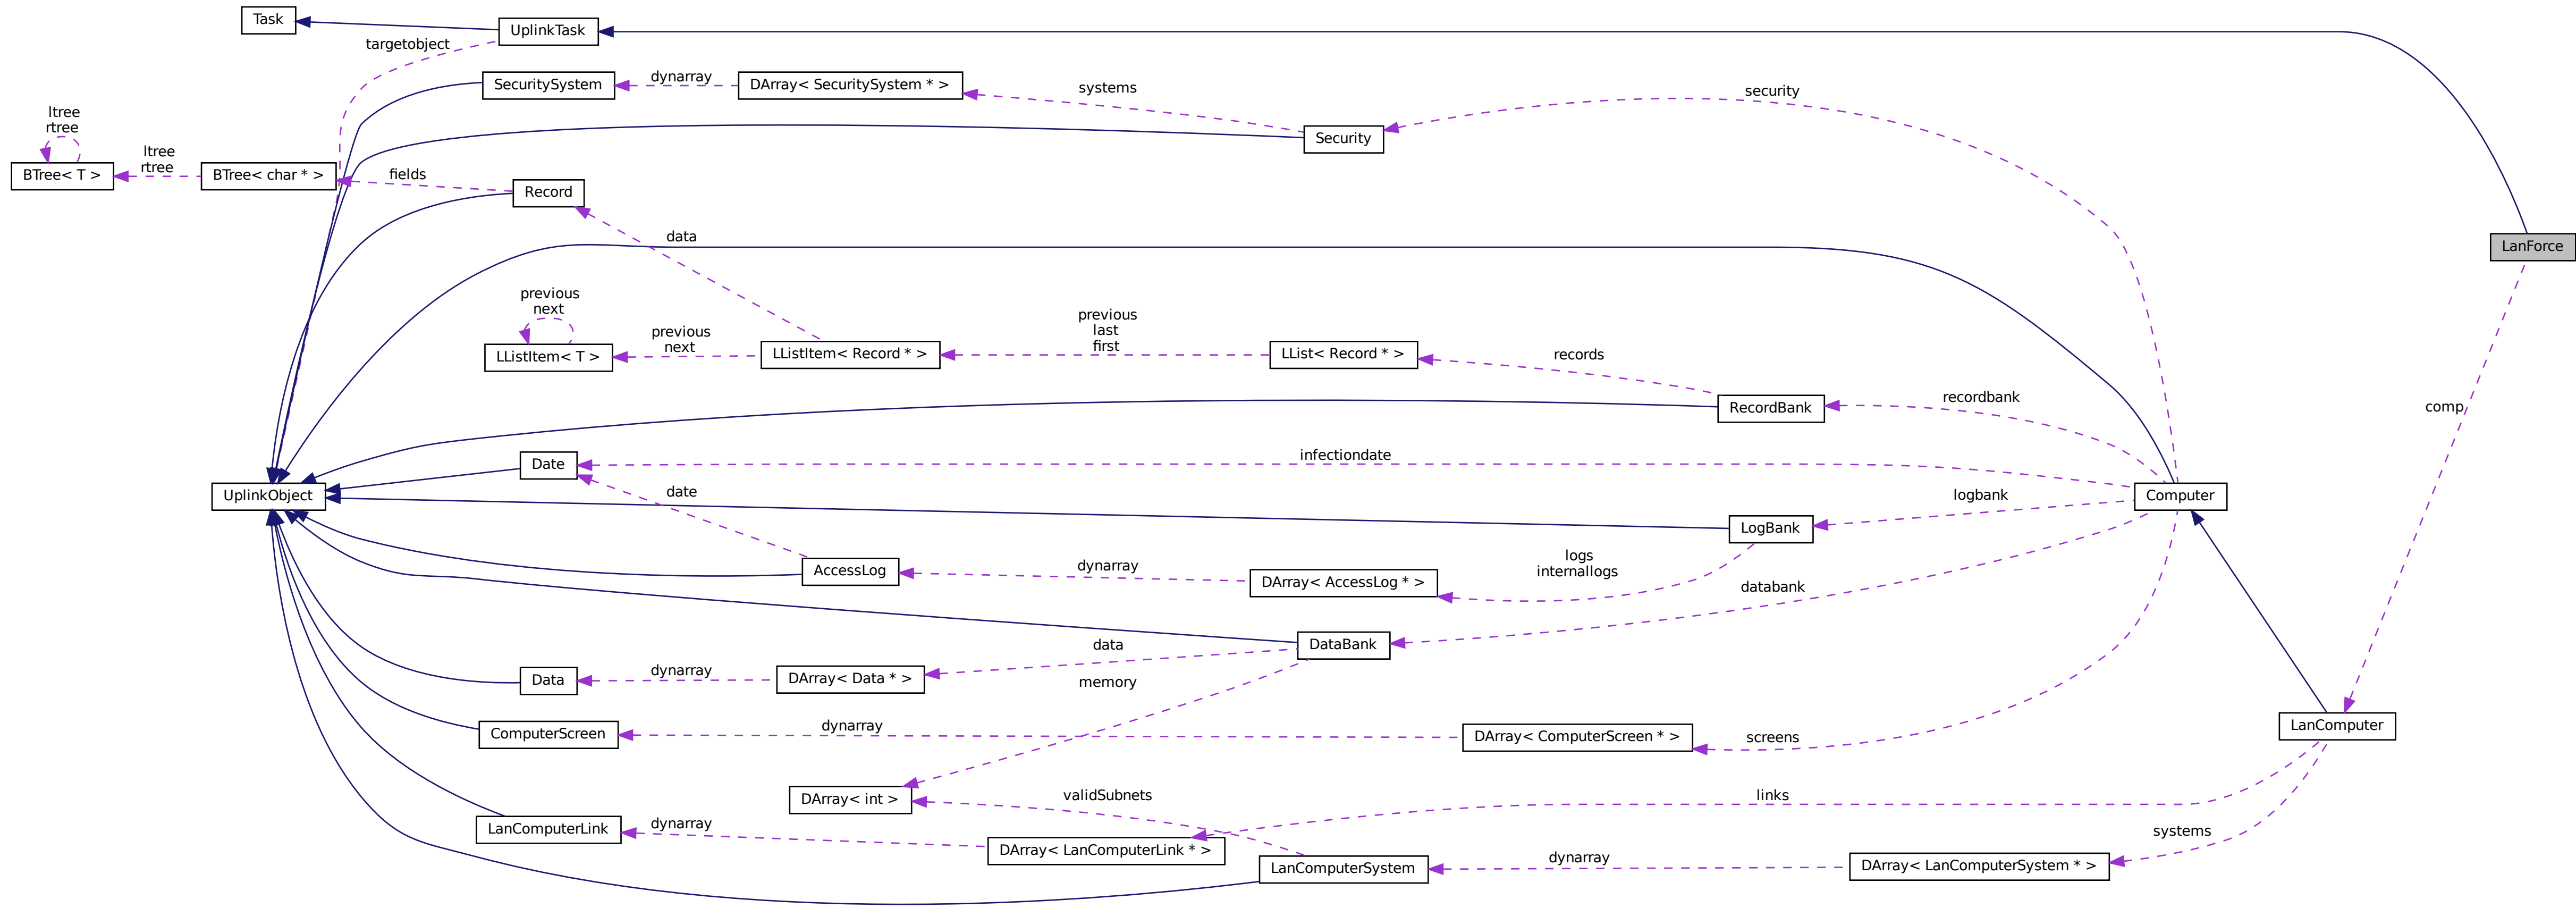 Task
UplinkTask
targetobject
SecuritySystem
dynarray
DArray< SecuritySystem * >
systems
security
Security
ltree
rtree
BTree< T >
ltree
rtree
BTree< char * >
fields
Record
data
LanForce
previous
next
LListItem< T >
previous
next
LListItem< Record * >
previous
last
first
LList< Record * >
records
RecordBank
recordbank
comp
Date
infectiondate
UplinkObject
date
Computer
logbank
LogBank
AccessLog
dynarray
DArray< AccessLog * >
logs
internallogs
databank
DataBank
data
memory
Data
dynarray
DArray< Data * >
ComputerScreen
dynarray
DArray< ComputerScreen * >
screens
LanComputer
DArray< int >
validSubnets
links
LanComputerLink
dynarray
DArray< LanComputerLink * >
LanComputerSystem
dynarray
DArray< LanComputerSystem * >
systems